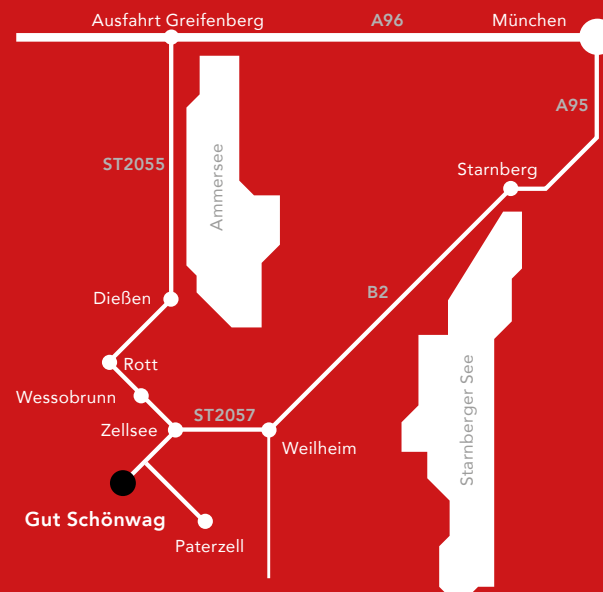 Ausfahrt Greifenberg
A96
München
A95
ST2055
Ammersee
Starnberg
B2
Dießen
Rott
Wessobrunn
ST2057
Zellsee
Weilheim
Starnberger See
Gut Schönwag
Paterzell